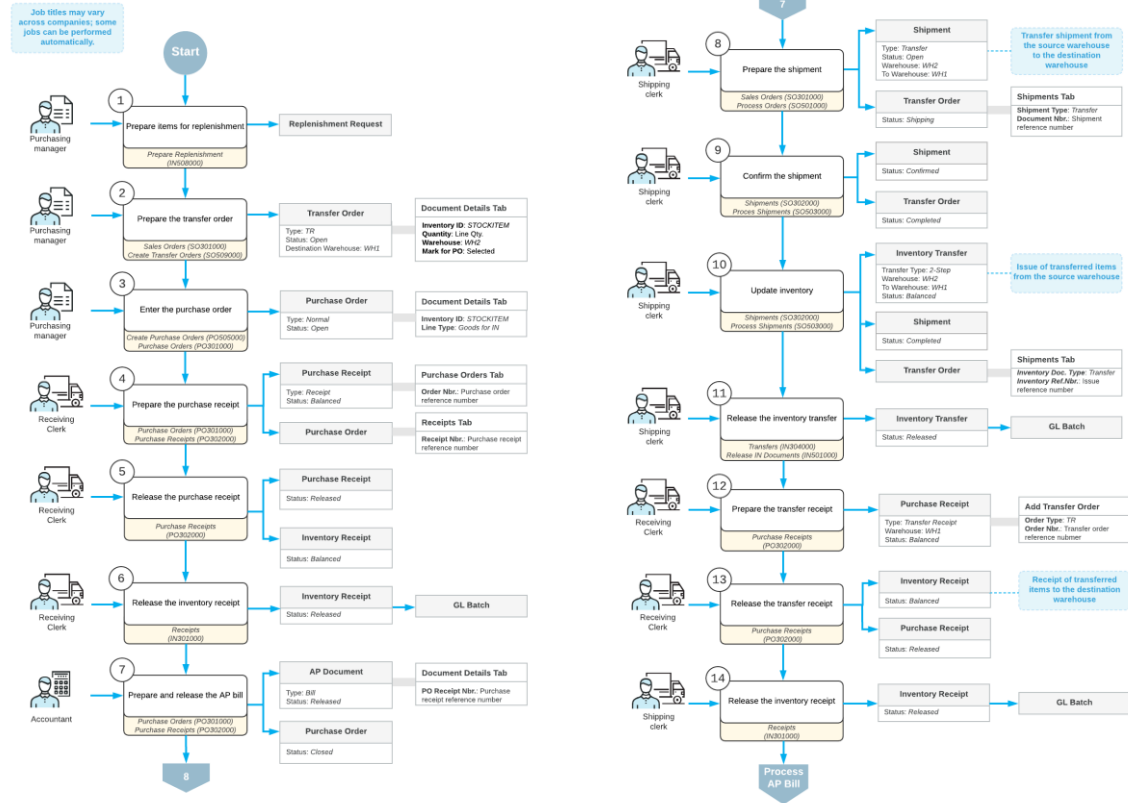 Job titles may vary
across companies; some
jobs can be performed
automatically.
Start
1
Prepare items for replenishment
Prepare Replenishment
(IN508000)
Purchasing
manager
Replenishment Request
2
Prepare the transfer order
Sales Orders (SO301000)
Create Transfer Orders (SO509000)
Purchasing
manager
Transfer Order
Type: TR
Status: Open
Destination Warehouse: WH1
Document Details Tab
Inventory ID: STOCKITEM
Quantity: Line Qty.
Warehouse: WH2
Mark for PO: Selected
3
Enter the purchase order
Create Purchase Orders (PO505000)
Purchase Orders (PO301000)
Purchasing
manager
Purchase Order
Type: Normal
Status: Open
Document Details Tab
Inventory ID: STOCKITEM
Line Type: Goods for IN
4
Prepare the purchase receipt
Purchase Orders (PO301000)
Purchase Receipts (PO302000)
Receiving
Clerk
Purchase Receipt
Type: Receipt
Status: Balanced
Purchase Orders Tab
Order Nbr.: Purchase order
reference number
Purchase Order
Receipts Tab
Receipt Nbr.: Purchase receipt
reference number
5
Release the purchase receipt
Purchase Receipts
(PO302000)
Receiving
Clerk
Purchase Receipt
Status: Released
Inventory Receipt
Status: Balanced
6
Release the inventory receipt
Receipts
(IN301000)
Receiving
Clerk
Inventory Receipt
Status: Released
GL Batch
7
Prepare and release the AP bill
Purchase Orders (PO301000)
Purchase Receipts (PO302000)
Accountant
AP Document
Type: Bill
Status: Released
Document Details Tab
PO Receipt Nbr.: Purchase
receipt reference number
Purchase Order
Status: Closed
8
7
8
Prepare the shipment
Sales Orders (SO301000)
Process Orders (SO501000)
Shipping
clerk
Shipment
Type: Transfer
Status: Open
Warehouse: WH2
To Warehouse: WH1
Transfer shipment from
the source warehouse
to the destination
warehouse
Transfer Order
Status: Shipping
Shipments Tab
Shipment Type: Transfer
Document Nbr.: Shipment
reference number
9
Confirm the shipment
Shipments (SO302000)
Proces Shipments (SO503000)
Shipping
clerk
Shipment
Status: Confirmed
Transfer Order
Status: Completed
10
Update inventory
Shipments (SO302000)
Process Shipments (SO503000)
Shipping
clerk
Inventory Transfer
Transfer Type: 2-Step
Warehouse: WH2
To Warehouse: WH1
Status: Balanced
Issue of transferred items
from the source warehouse
Shipment
Status: Completed
Transfer Order
Shipments Tab
Inventory Doc. Type: Transfer
Inventory Ref.Nbr.: Issue
reference number
11
Release the inventory transfer
Transfers (IN304000)
Release IN Documents (IN501000)
Shipping
clerk
Inventory Transfer
Status: Released
GL Batch
12
Prepare the transfer receipt
Purchase Receipts
(PO302000)
Receiving
Clerk
Purchase Receipt
Type: Transfer Receipt
Warehouse: WH1
Status: Balanced
Add Transfer Order
Order Type: TR
Order Nbr.: Transfer order
reference nubmer
13
Release the transfer receipt
Purchase Receipts
(PO302000)
Receiving
Clerk
Inventory Receipt
Status: Balanced
Receipt of transferred
items to the destination
warehouse
Purchase Receipt
Status: Released
14
Release the inventory receipt
Receipts
(IN301000)
Shipping
clerk
Inventory Receipt
Status: Released
GL Batch
Process
AP Bill